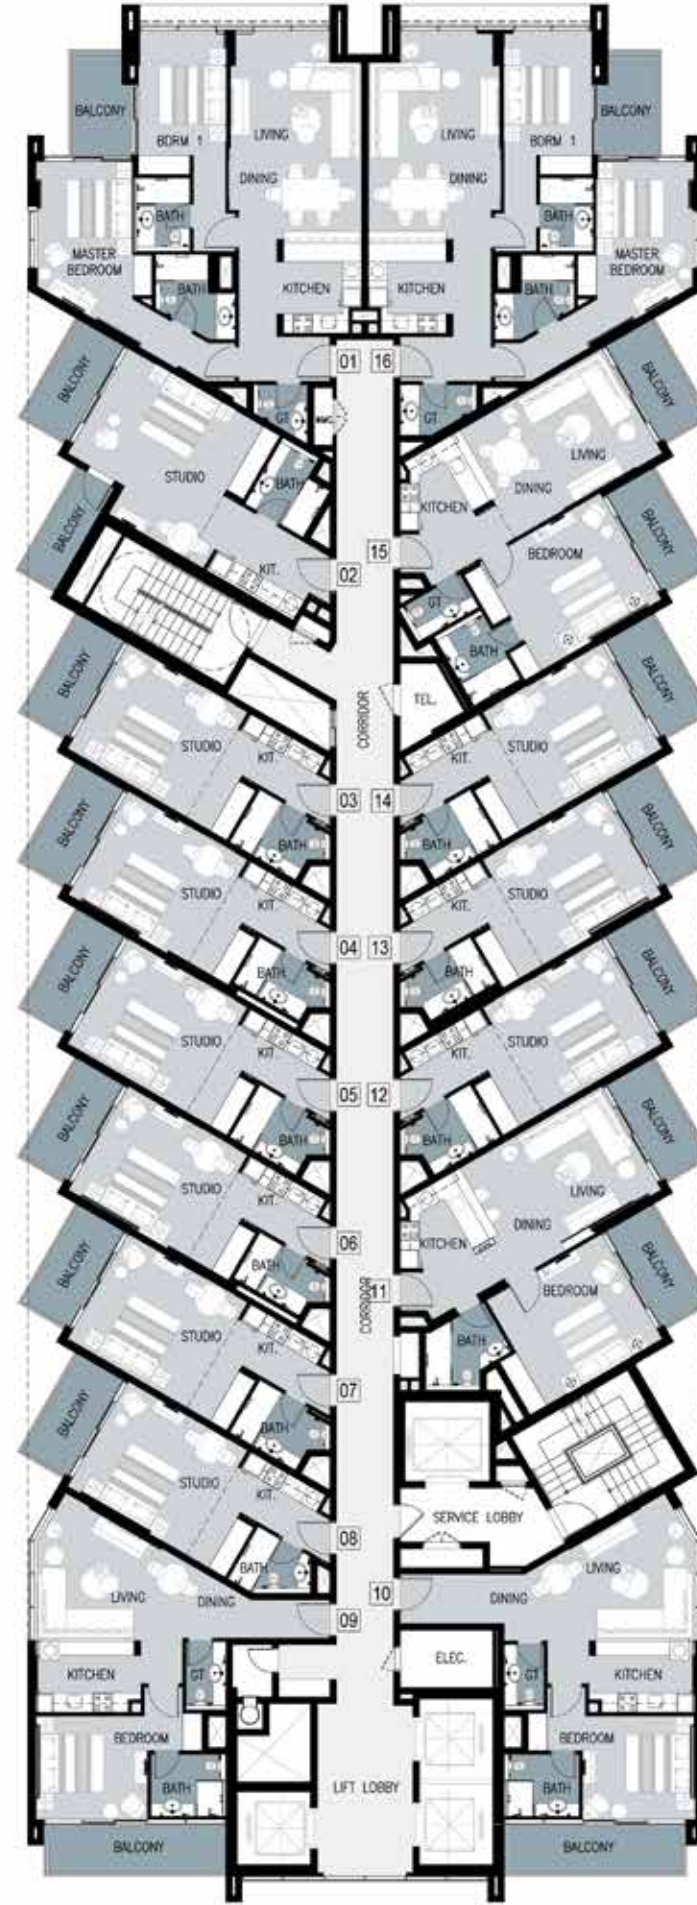 BALCONY
BDRM 1
LIVING
DINING
LIVING
DINING
BDRM 1
BALCONY
BATH
BATH
MASTER
BEDROOM
BATH
KITCHEN
KITCHEN
BATH
MASTER
BEDROOM
01
16
BALCONY
GT
GT
BALCONY
STUDIO
BATH
KITCHEN
DINING
LIVING
BALCONY
KIT.
02
15
BEDROOM
BALCONY
GT
BATH
BALCONY
TEL.
CORRIDOR
STUDIO
KIT.
KIT.
STUDIO
BALCONY
03
14
BATH
BATH
BALCONY
STUDIO
KIT.
KIT.
STUDIO
BALCONY
04
13
BATH
BATH
BALCONY
STUDIO
KIT.
KIT.
STUDIO
BALCONY
05
12
BATH
BATH
BALCONY
STUDIO
KIT.
KITCHEN
DINING
LIVING
BALCONY
06
BATH
BALCONY
CORRIDOR
11
BEDROOM
BALCONY
STUDIO
KIT.
BATH
07
BATH
BALCONY
STUDIO
KIT.
SERVICE LOBBY
08
BATH
LIVING
DINING
09
10
DINING
LIVING
KITCHEN
GT
ELEC.
GT
KITCHEN
BEDROOM
BATH
LIFT LOBBY
BEDROOM
BATH
BALCONY
BALCONY